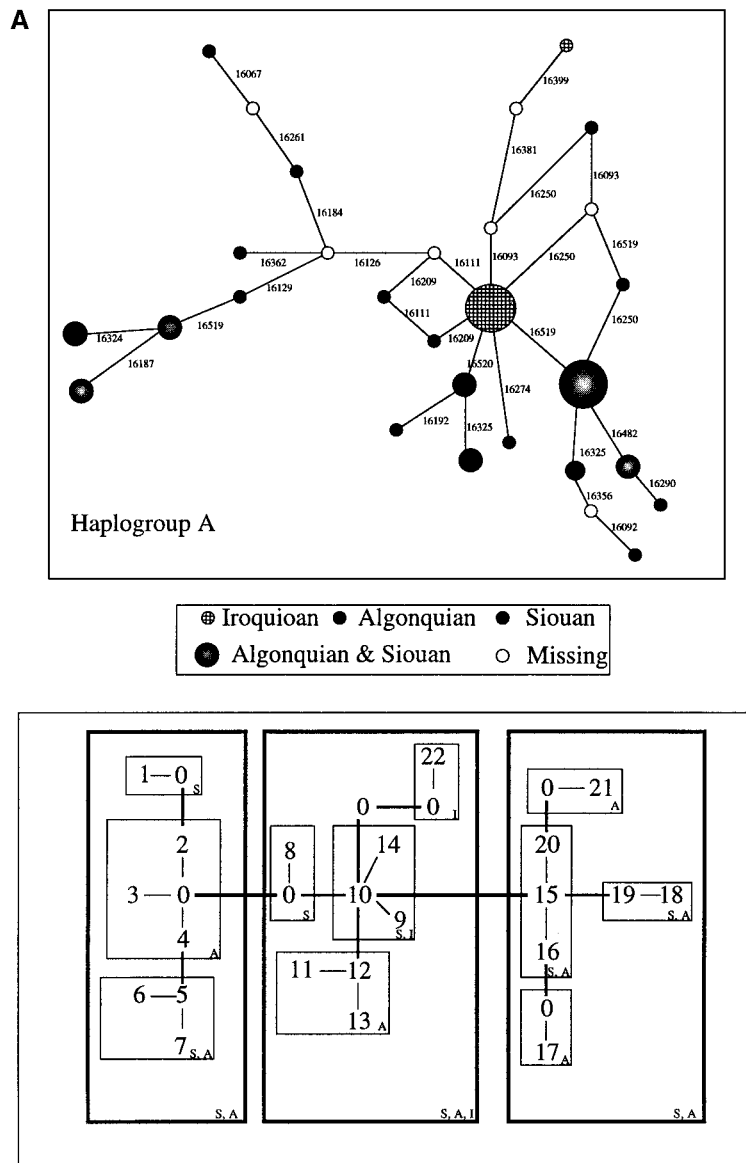 A
16067
16399
16261
16381
16093
16250
16184
16093
16250
16519
16362
16126
16111
16209
16129
16111
16250
16519
16209
16519
16324
16187
16520
16274
16192
16325
16482
16325
16290
16356
16092
Haplogroup A
Iroquioan Algonquian Siouan
Algonquian & Siouan Missing
22
1 0 S
0 21 A
0 0 I
2
8
14
20
3 0
0 S
10
15
19 18 S, A
4 A
9 S, I
16 S, A
11 12
6 5
0
13 A
7 S, A
17 A
S, A
S, A, I
S, A